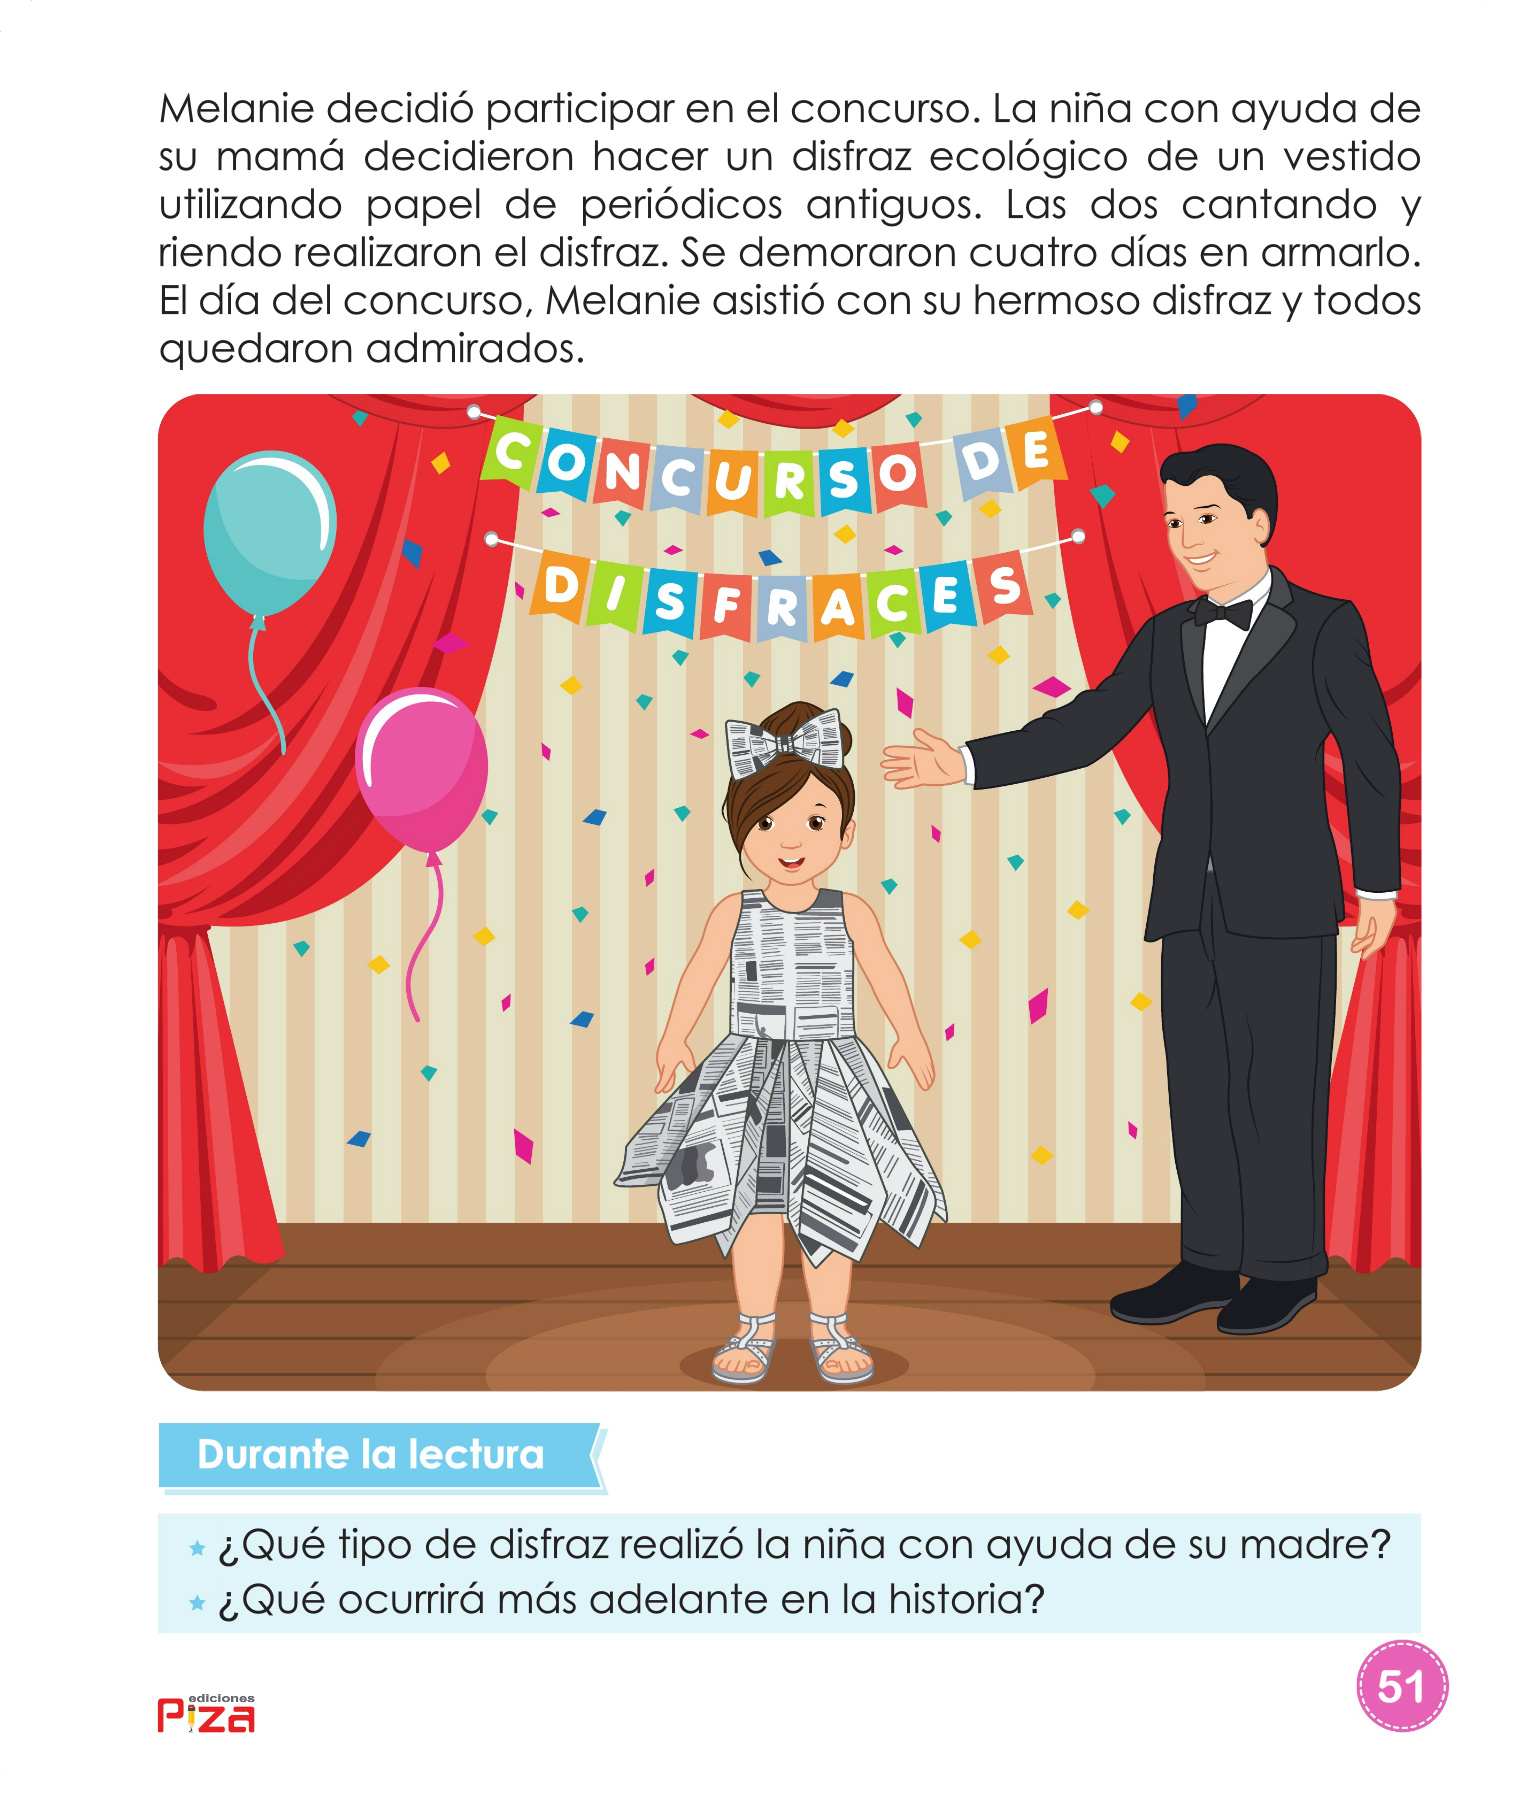 Melanie decidió participar en el concurso. La niña con ayuda de
su mamá decidieron hacer un disfraz ecológico de un vestido
utilizando papel de periódicos antiguos. Las dos cantando y
riendo realizaron el disfraz. Se demoraron cuatro días en armarlo.
El día del concurso, Melanie asistió con su hermoso disfraz y todos
quedaron admirados.
CONCURSO DE
DISFRACES
Durante la lectura
¿Qué tipo de disfraz realizó la niña con ayuda de su madre?
¿Qué ocurrirá más adelante en la historia?
ediciones
Piza
51